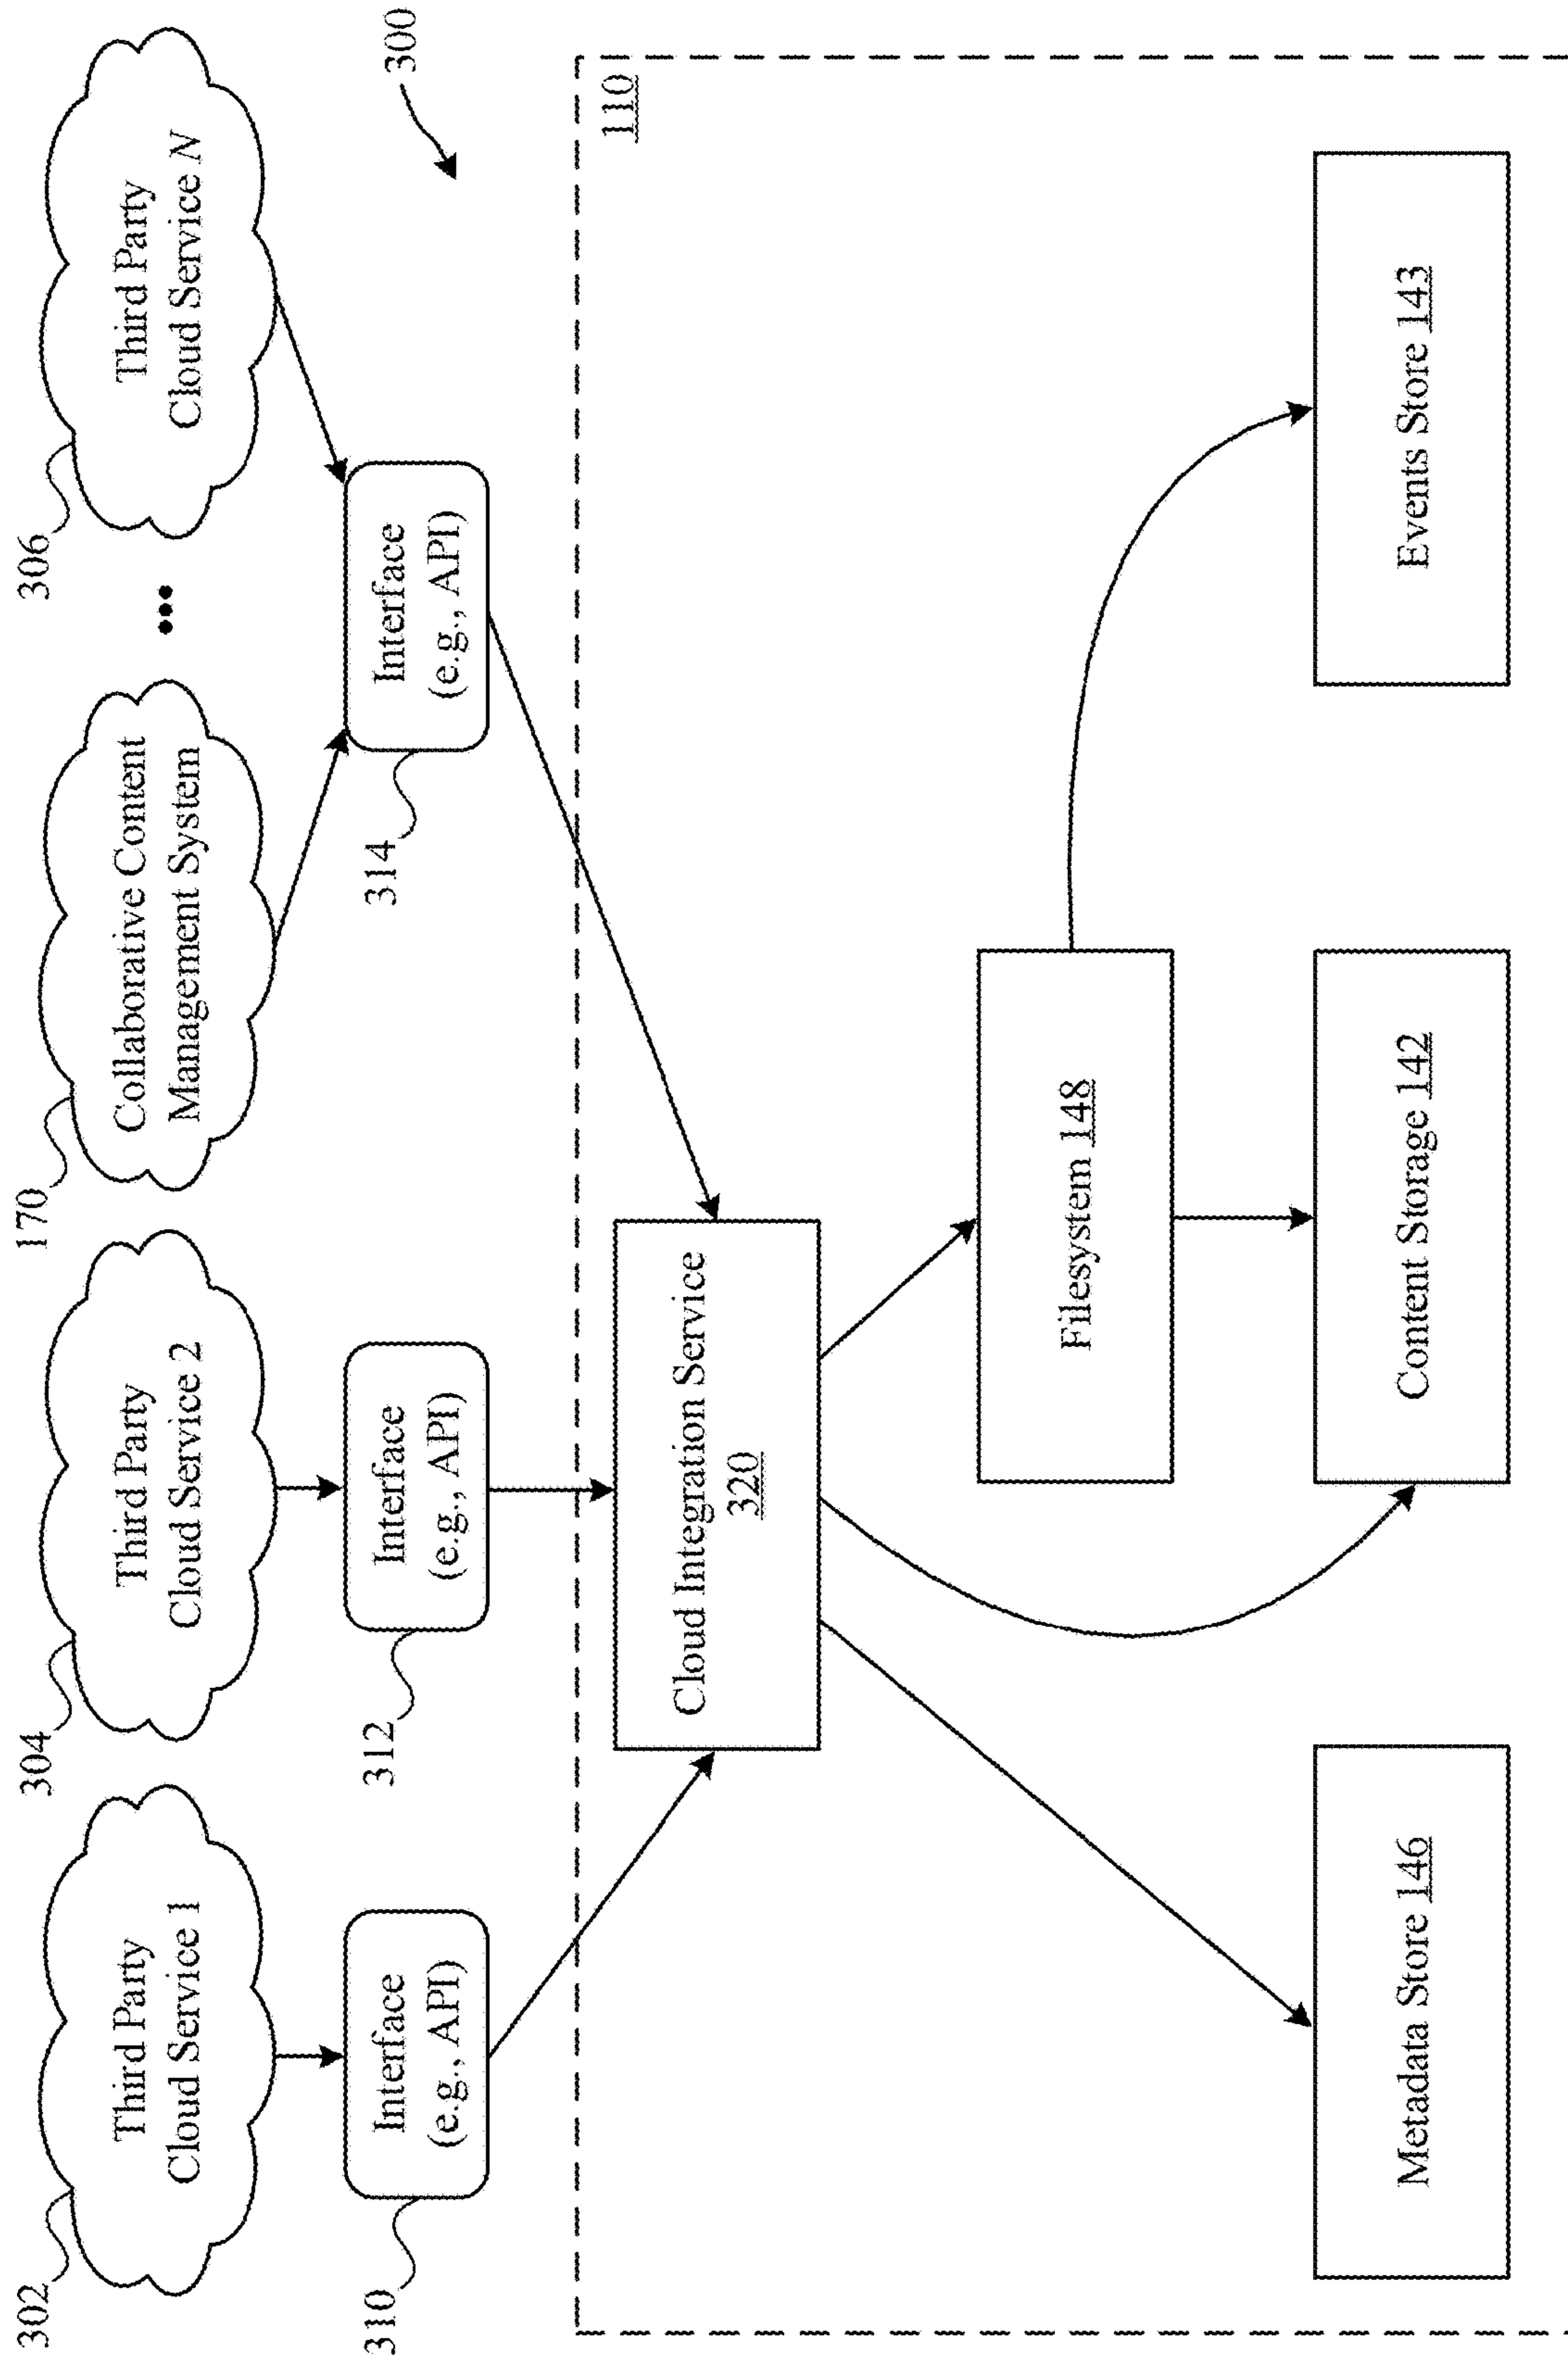 302
Third Party
Cloud Service 1
304
Third Party
Cloud Service 2
170
Collaborative Content
Management System
•••
306
Third Party
Cloud Service N
310
Interface
(e.g., API)
312
Interface
(e.g., API)
314
Interface
(e.g., API)
300
110
Cloud Integration Service
320
Filesystem 148
Metadata Store 146
Content Storage 142
Events Store 143